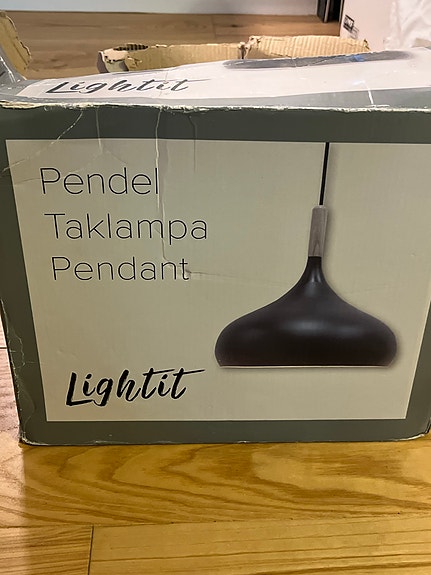 Lightit
Pendel
Taklampa
Pendant
Lightit